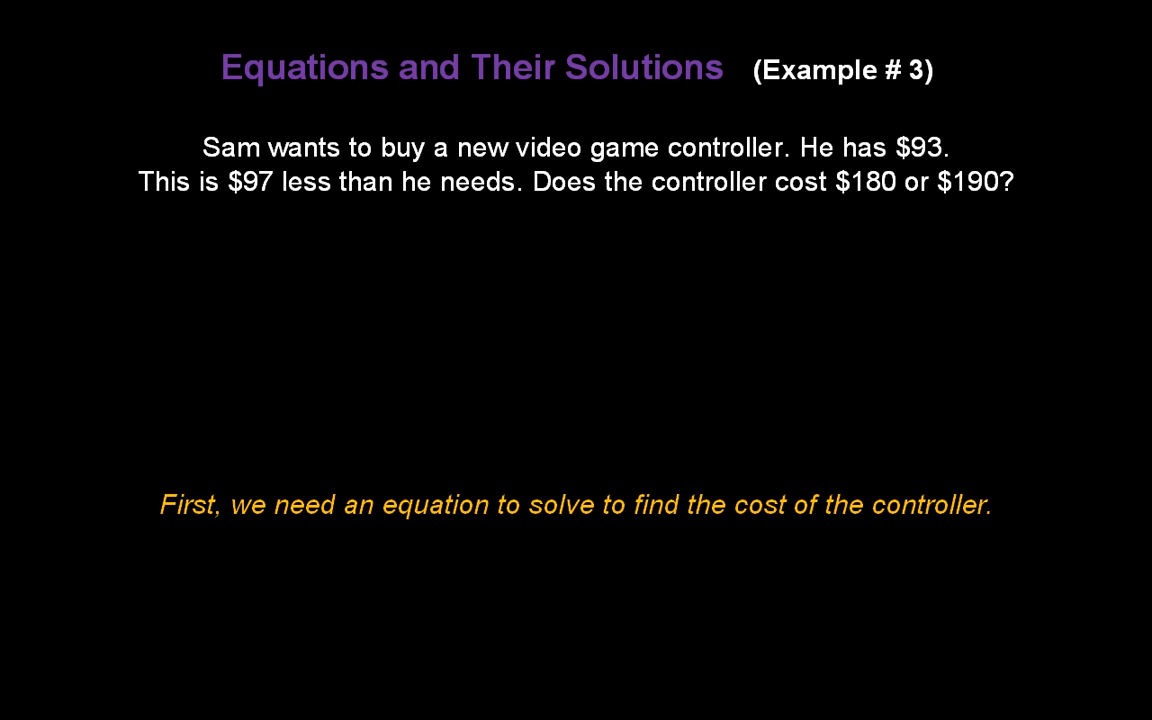 Equations and Their Solutions (Example # 3)
Sam wants to buy a new video game controller. He has $93.
This is $97 less than he needs. Does the controller cost $180 or $190?
First, we need an equation to solve to find the cost of the controller.